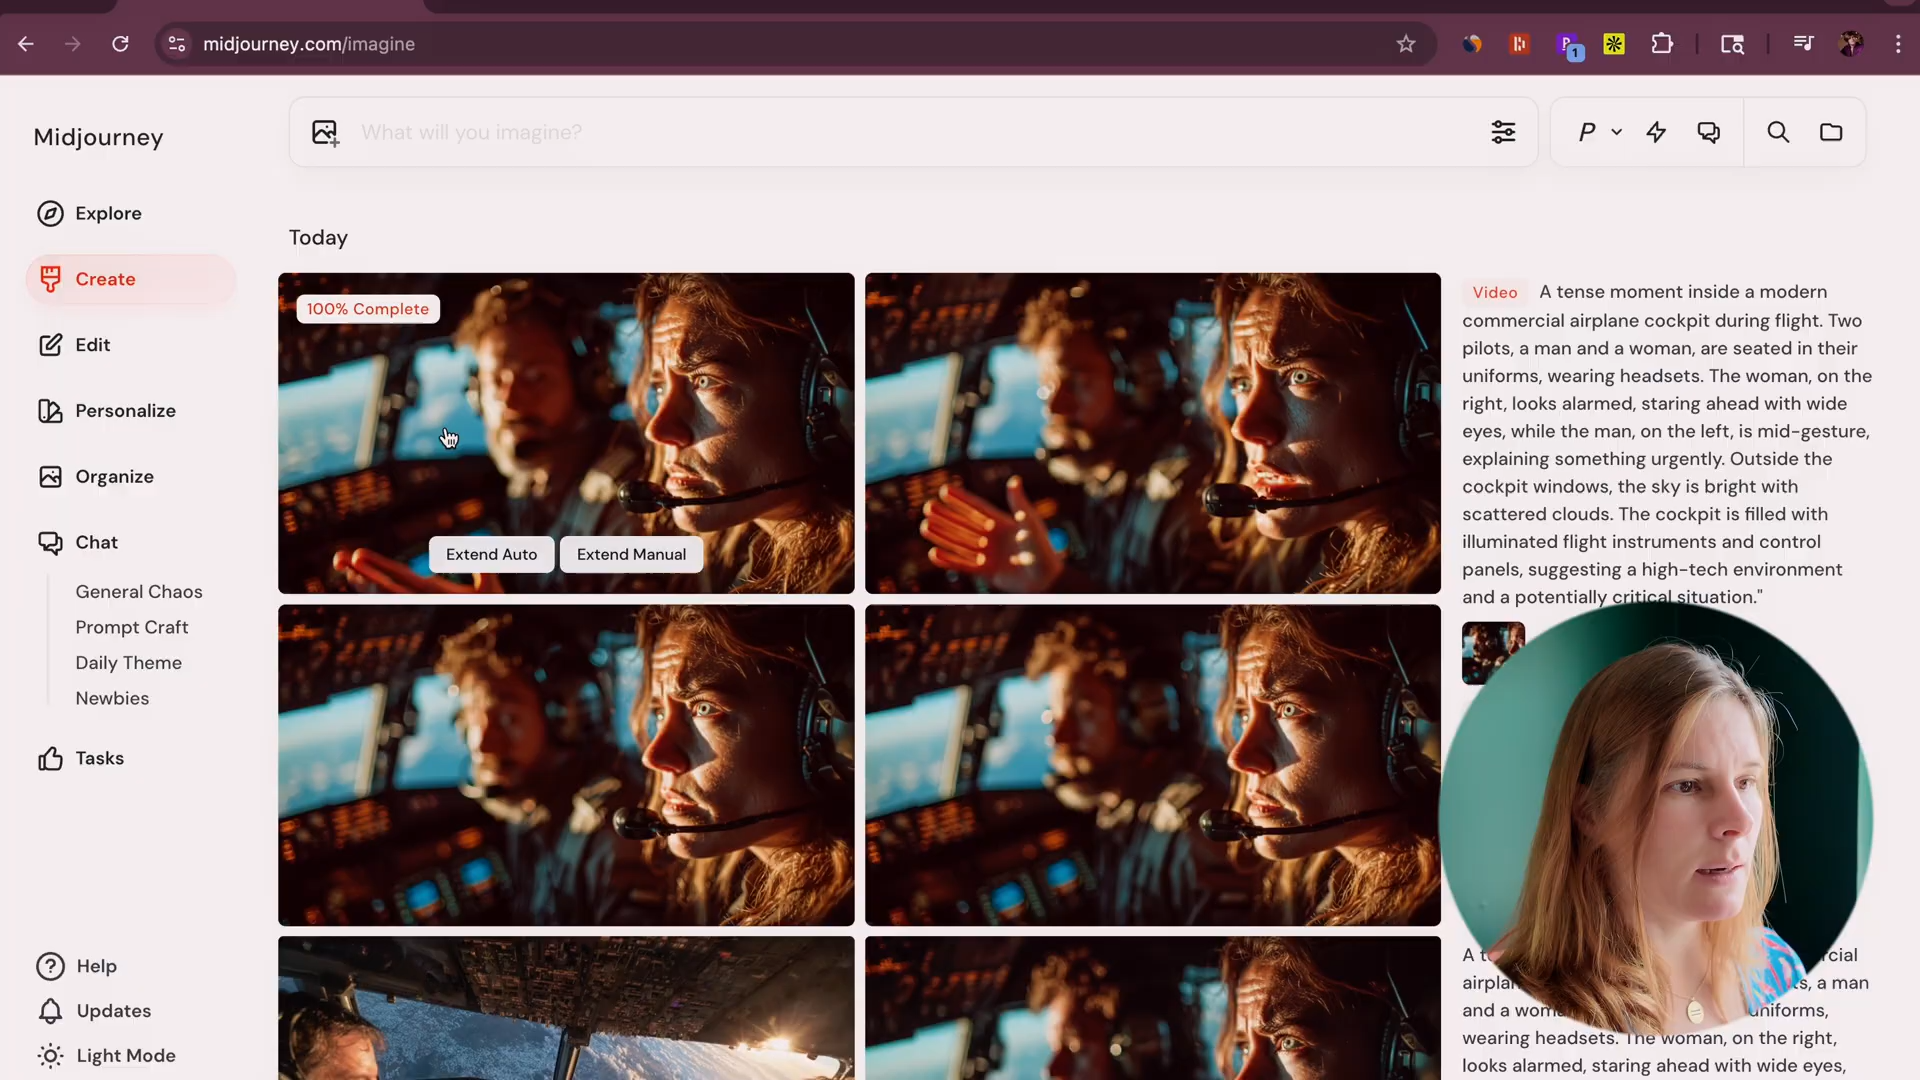 midjourney.com/imagine
1
Midjourney
What will you imagine?
P
Explore
Create
Edit
Personalize
Organize
Chat
General Chaos
Prompt Craft
Daily Theme
Newbies
Tasks
Help
Updates
Light Mode
Today
100% Complete
Extend Auto
Extend Manual
Video A tense moment inside a modern
commercial airplane cockpit during flight. Two
pilots, a man and a woman, are seated in their
uniforms, wearing headsets. The woman, on the
right, looks alarmed, staring ahead with wide
eyes, while the man, on the left, is mid-gesture,
explaining something urgently. Outside the
cockpit windows, the sky is bright with
scattered clouds. The cockpit is filled with
illuminated flight instruments and control
panels, suggesting a high-tech environment
and a potentially critical situation."
A
a man
and a uniforms,
wearing headsets. The woman, on the right,
looks alarmed, staring ahead with wide eyes,